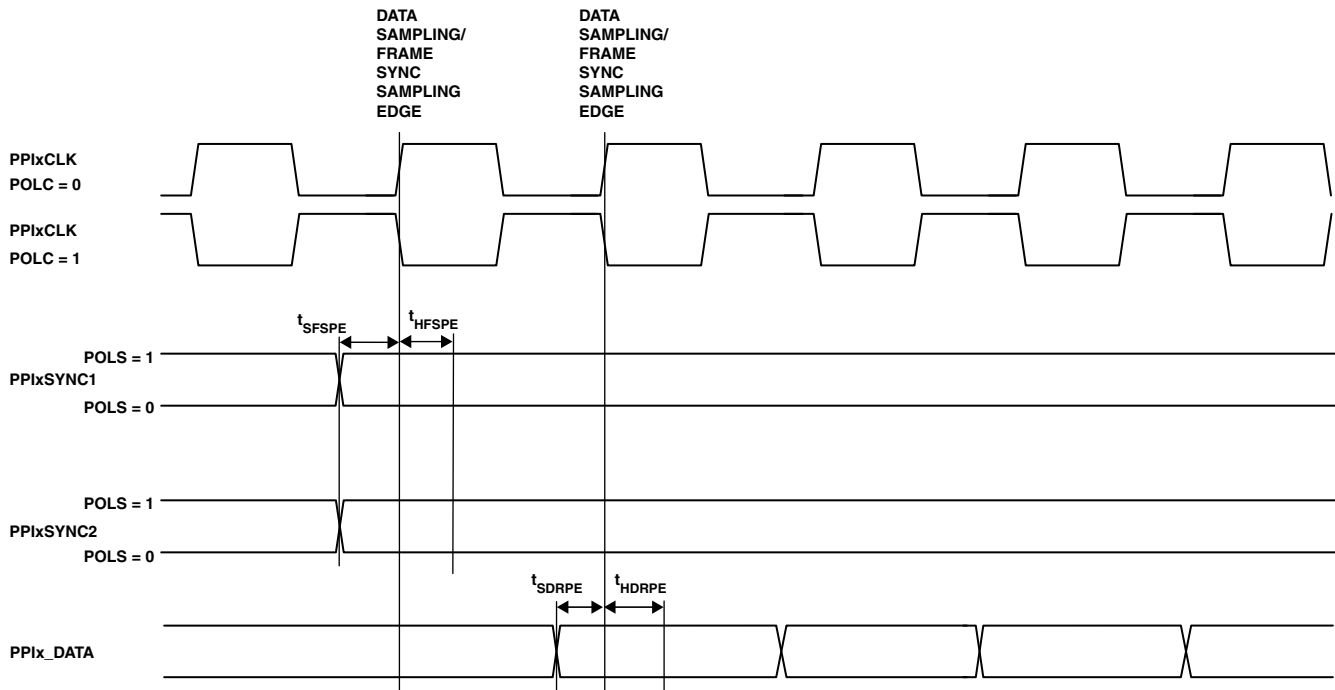 DATA
SAMPLING/
FRAME
SYNC
SAMPLING
EDGE
DATA
SAMPLING/
FRAME
SYNC
SAMPLING
EDGE
PPIxCLK
POLC = 0
PPIxCLK
POLC = 1
tSFSPE
tHFSPE
POLS = 1
PPIxSYNC1
POLS = 0
POLS = 1
PPIxSYNC2
POLS = 0
tSDRPE
tHDRPE
PPIx_DATA